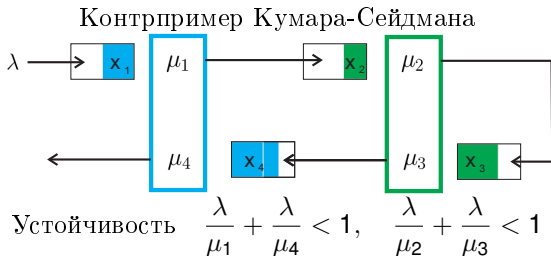 Контрпример Кумара-Сейдмана
λ x₁ μ₁ x₂ μ₂
μ₄ x₄ μ₃ x₃
Устойчивость λ/μ₁ + λ/μ₄ < 1, λ/μ₂ + λ/μ₃ < 1